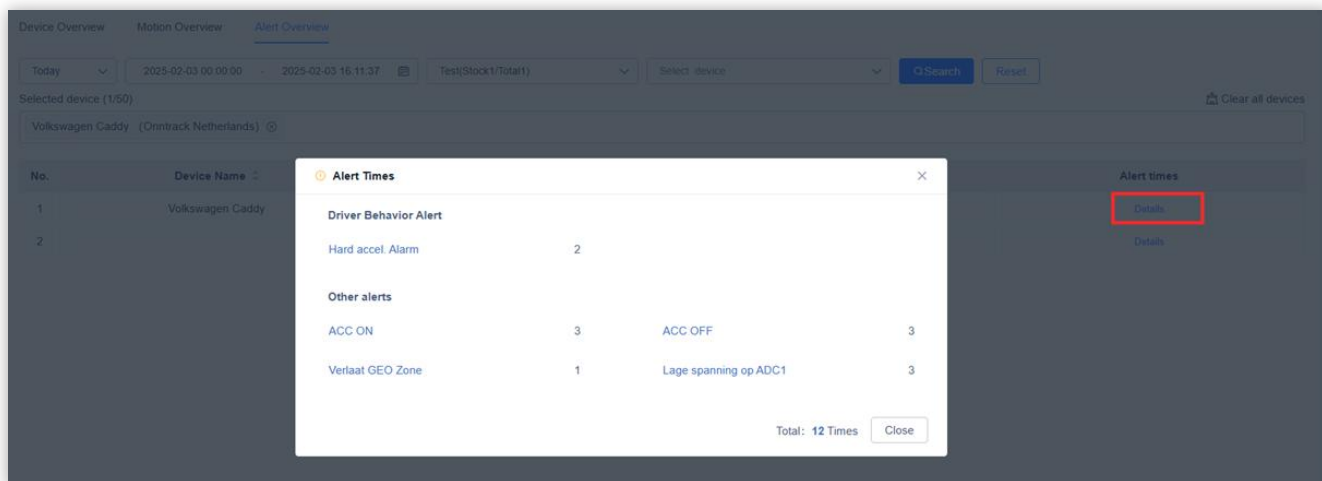 Device Overview Motion Overview Alert Overview
Today 2025-02-03 00:00:00 - 2025-02-03 16:11:37 Test(Stock1/Total1) Select device Search Reset
Selected device (1/50) Clear all devices
Volkswagen Caddy (Onntrack Netherlands)
No. Device Name Alert times
1 Volkswagen Caddy Details
2 Details
Alert Times
Driver Behavior Alert
Hard accel. Alarm 2
Other alerts
ACC ON 3 ACC OFF 3
Verlaat GEO Zone 1 Lage spanning op ADC1 3
Total: 12 Times Close